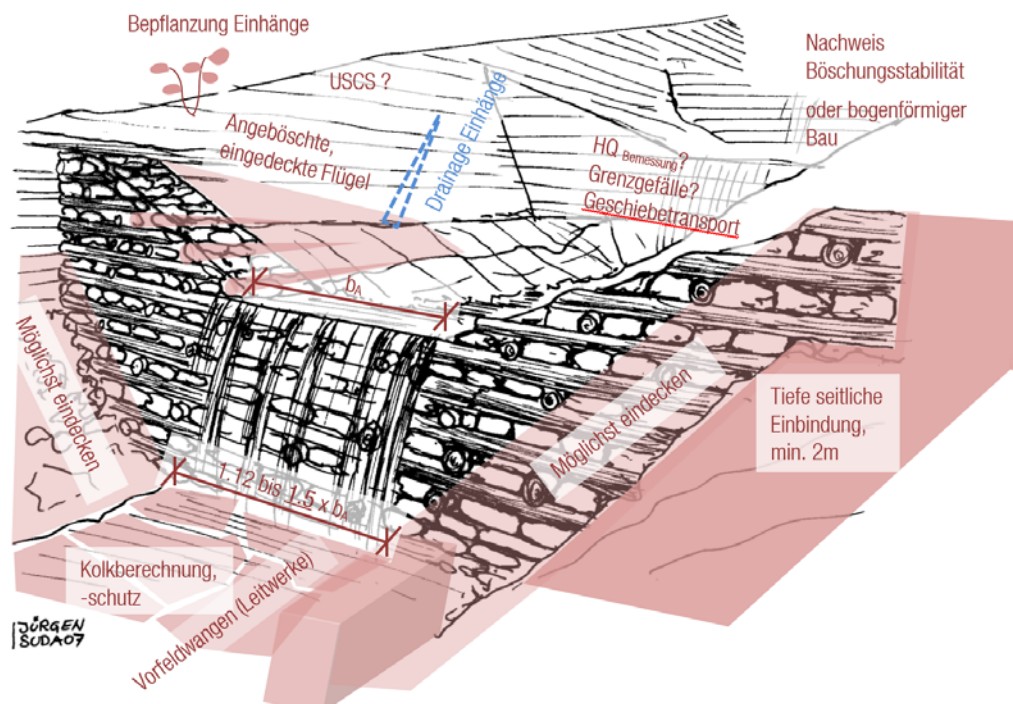 Bepflanzung Einhänge
USCS ?
Nachweis
Böschungsstabilität
oder bogenförmiger
Bau
Angeböschte,
eingedeckte Flügel
Drainage Einhänge
HQ Bemessung?
Grenzgefälle?
Geschiebetransport
bA
Möglichst eindecken
Möglichst eindecken
Tiefe seitliche
Einbindung,
min. 2m
1.12 bis 1.5 x bA
Kolkberechnung,
-schutz
Vorfeldwangen (Leitwerke)
JÜRGEN
SUDA07